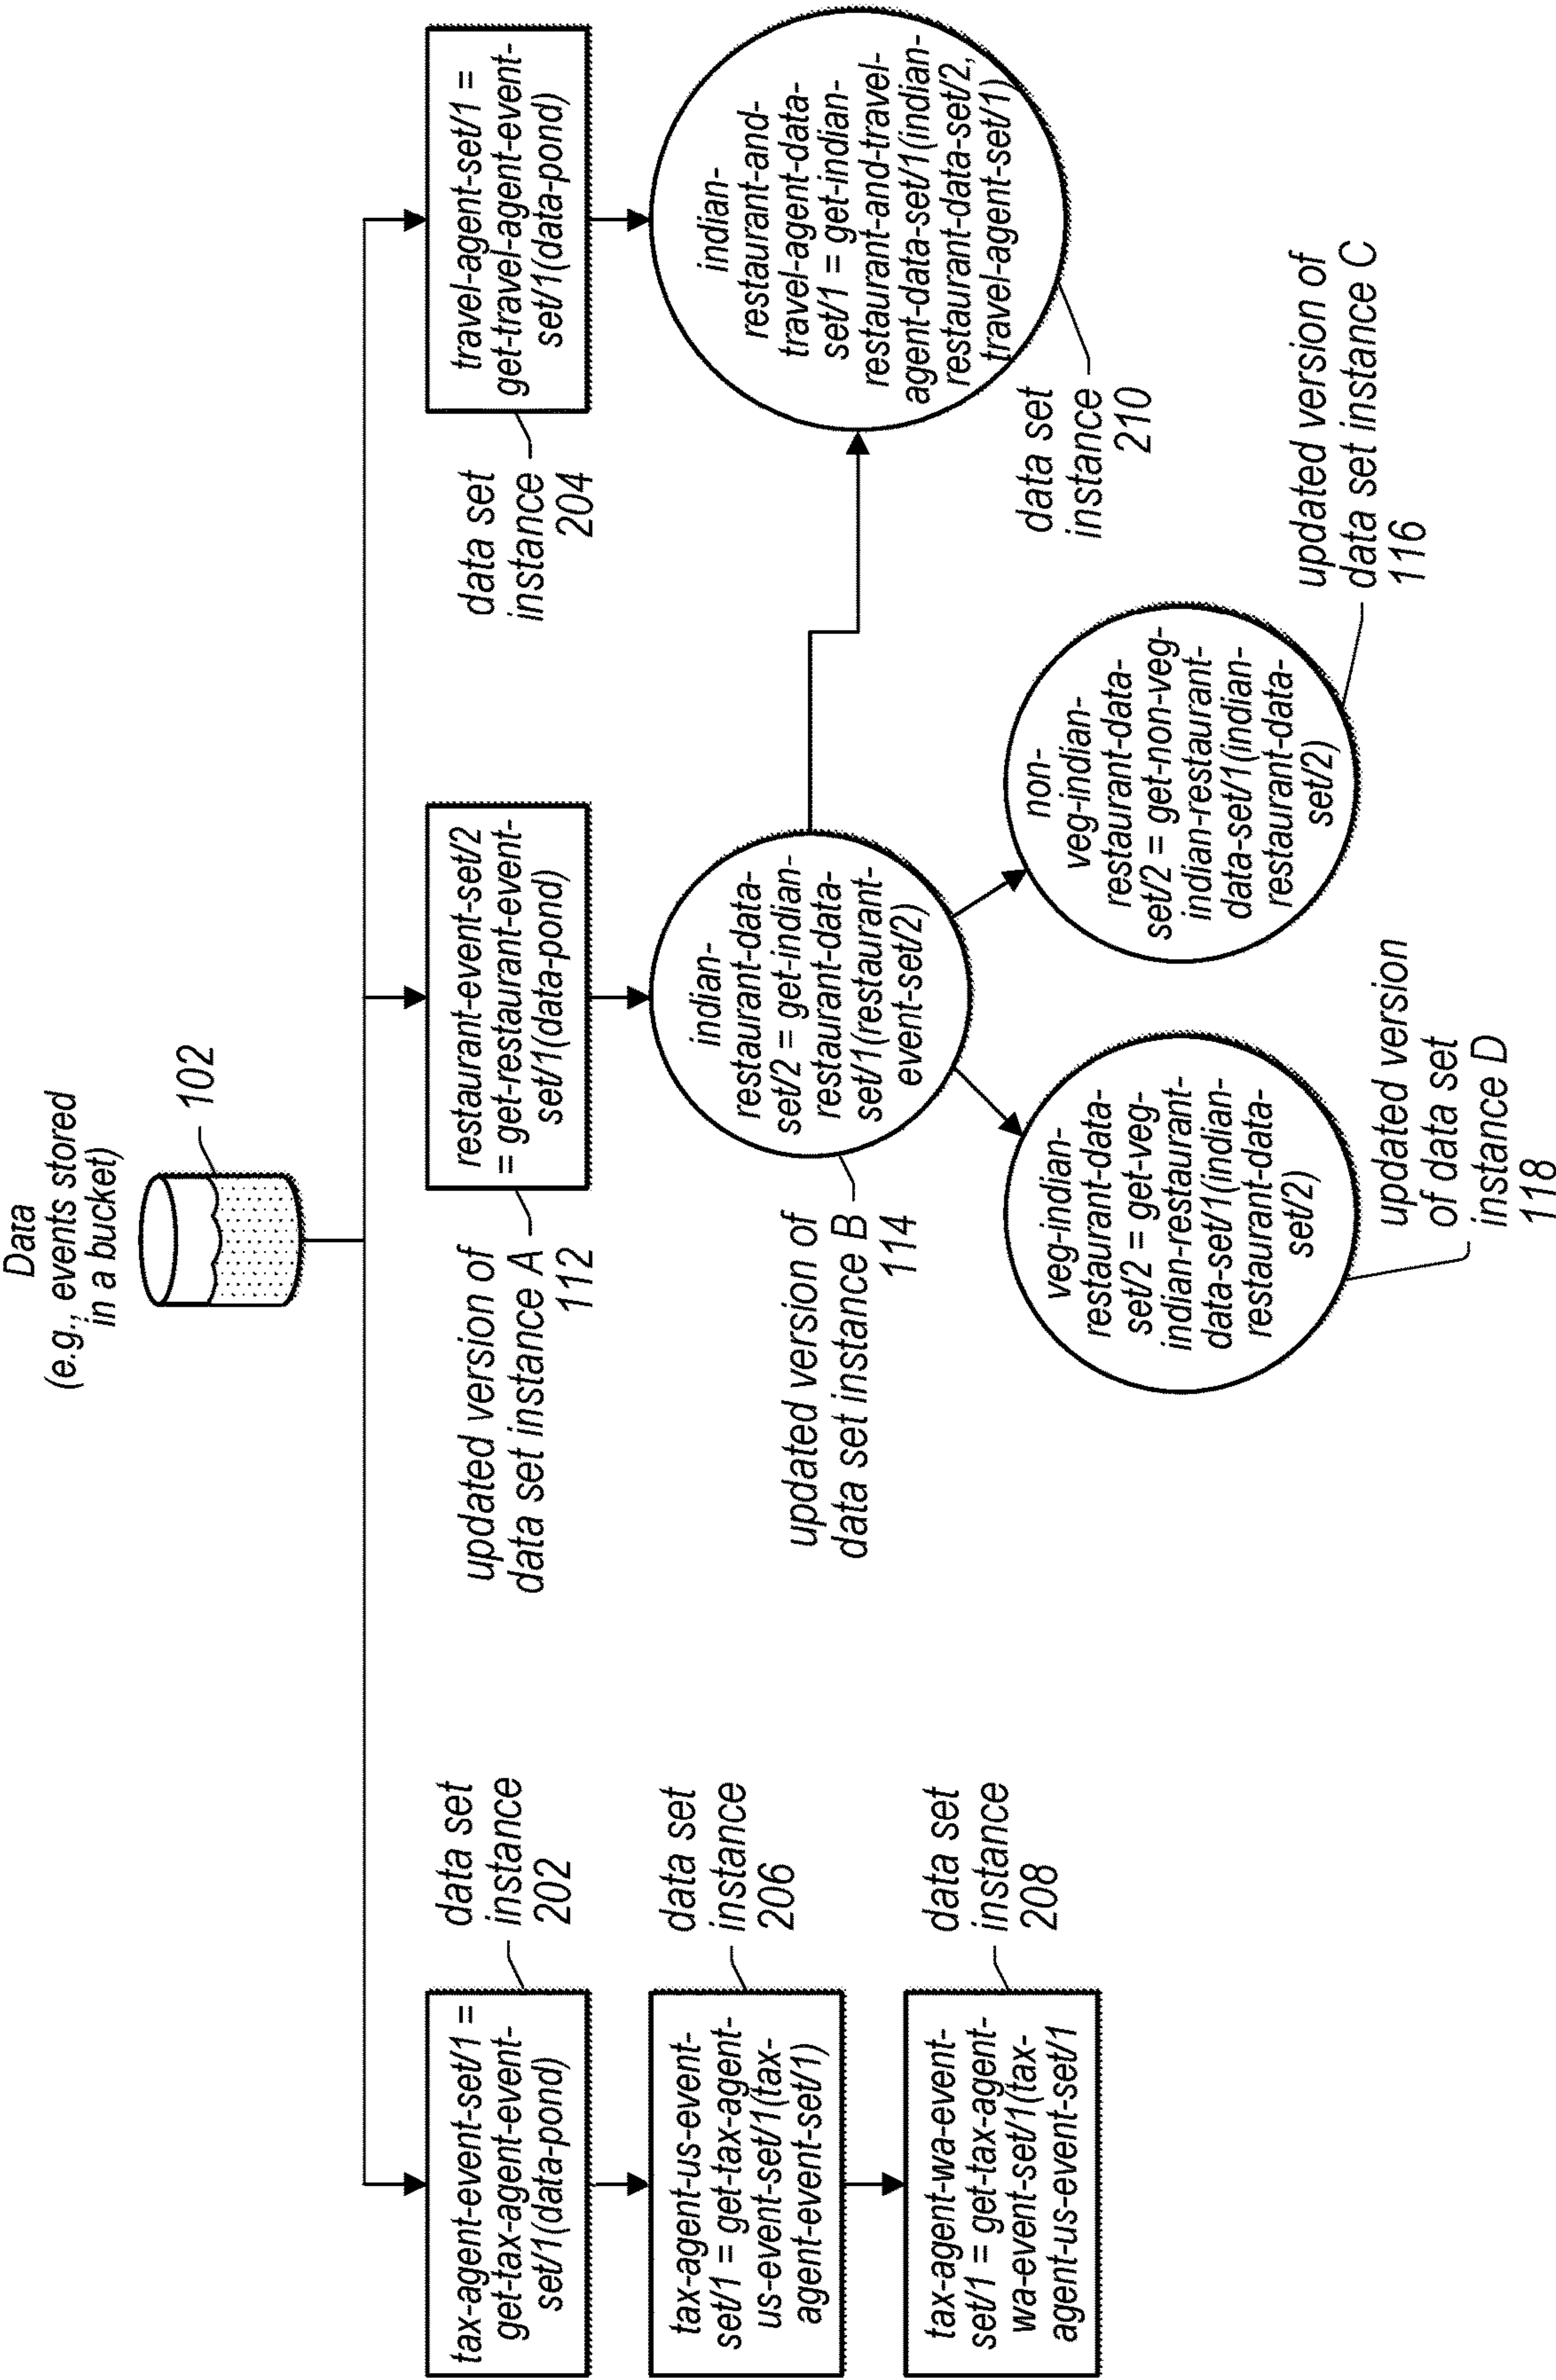 Data
(e.g., events stored
in a bucket)
102
tax-agent-event-set/1 =
get-tax-agent-event-
set/1(data-pond)
data set
instance
202
restaurant-event-set/2
= get-restaurant-event-
set/1(data-pond)
updated version of
data set instance A
112
travel-agent-set/1 =
get-travel-agent-event-
set/1(data-pond)
data set
instance
204
tax-agent-us-event-
set/1 = get-tax-agent-
us-event-set/1(tax-
agent-event-set/1)
data set
instance
206
indian-
restaurant-data-
set/2 = get-indian-
restaurant-data-
set/1(restaurant-
event-set/2)
updated version of
data set instance B
114
indian-
restaurant-and-
travel-agent-data-
set/1 = get-indian-
restaurant-and-travel-
agent-data-set/1(indian-
restaurant-data-set/2,
travel-agent-set/1)
data set
instance
210
tax-agent-wa-event-
set/1 = get-tax-agent-
wa-event-set/1(tax-
agent-us-event-set/1
data set
instance
208
veg-indian-
restaurant-data-
set/2 = get-veg-
indian-restaurant-
data-set/1(indian-
restaurant-data-
set/2)
updated version
of data set
instance D
118
non-
veg-indian-
restaurant-data-
set/2 = get-non-veg-
indian-restaurant-
data-set/1(indian-
restaurant-data-
set/2)
updated version of
data set instance C
116